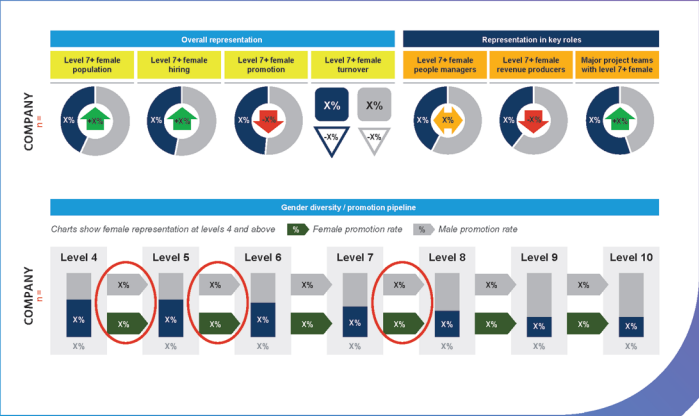 Overall representation
Representation in key roles
Level 7+ female
population
Level 7+ female
hiring
Level 7+ female
promotion
Level 7+ female
turnover
Level 7+ female
people managers
Level 7+ female
revenue producers
Major project teams
with level 7+ female
COMPANY
n =
X%
+X%
X%
+X%
X%
-X%
X%
X%
-X%
-X%
X%
X%
X%
-X%
X%
+X%
Gender diversity / promotion pipeline
Charts show female representation at levels 4 and above
% Female promotion rate
% Male promotion rate
COMPANY
n =
Level 4
Level 5
Level 6
Level 7
Level 8
Level 9
Level 10
X% X% X% X% X% X%
X% X% X% X% X% X% X% X% X% X% X% X% X%
X% X% X% X% X% X% X%